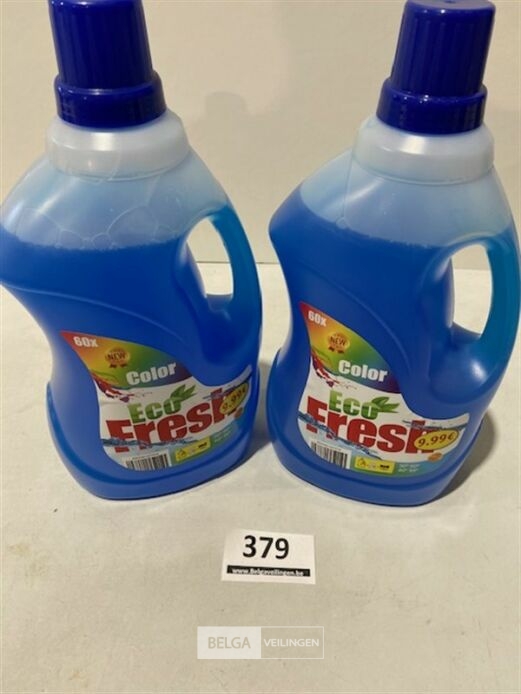 60x
NEW
Color
Eco
Fresh
9.99€
60x
NEW
Color
Eco
Fresh
9.99€
379
www.Belgaveilingen.be
BELGA VEILINGEN